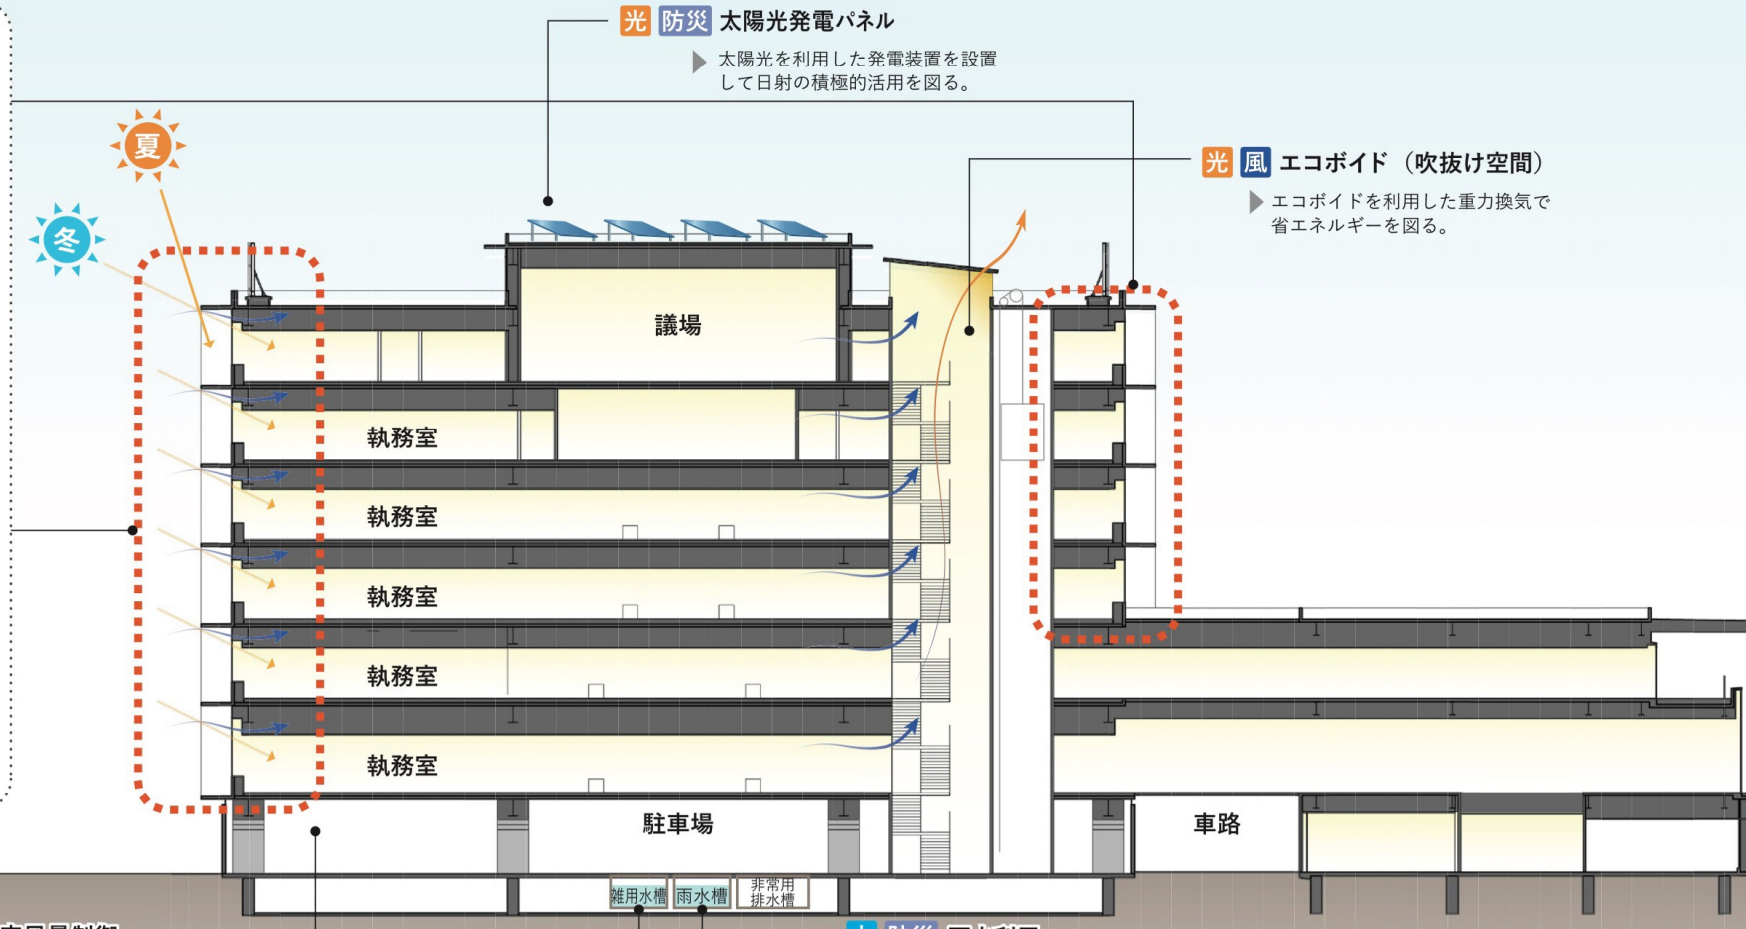 光 防災 太陽光発電パネル
太陽光を利用した発電装置を設置
して日射の積極的活用を図る。
夏
冬
光 風 エコボイド（吹抜け空間）
エコボイドを利用した重力換気で
省エネルギーを図る。
議場
執務室
執務室
執務室
執務室
執務室
駐車場
車路
雑用水槽
雨水槽
非常用
排水槽